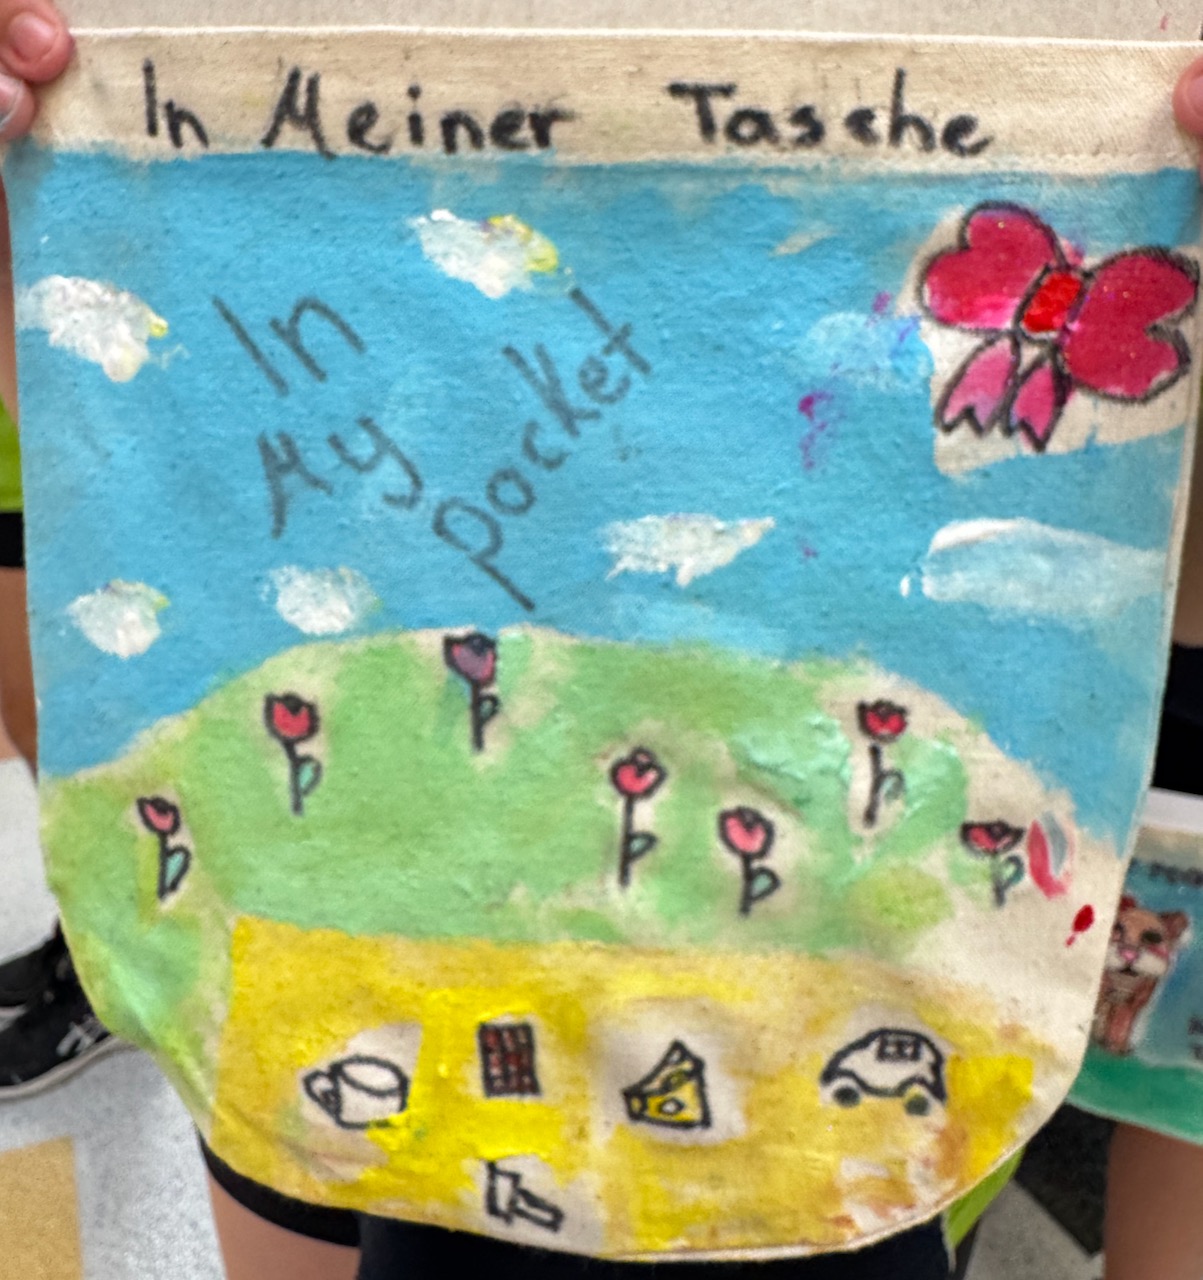 In Meiner Tasche
In
My
pocket